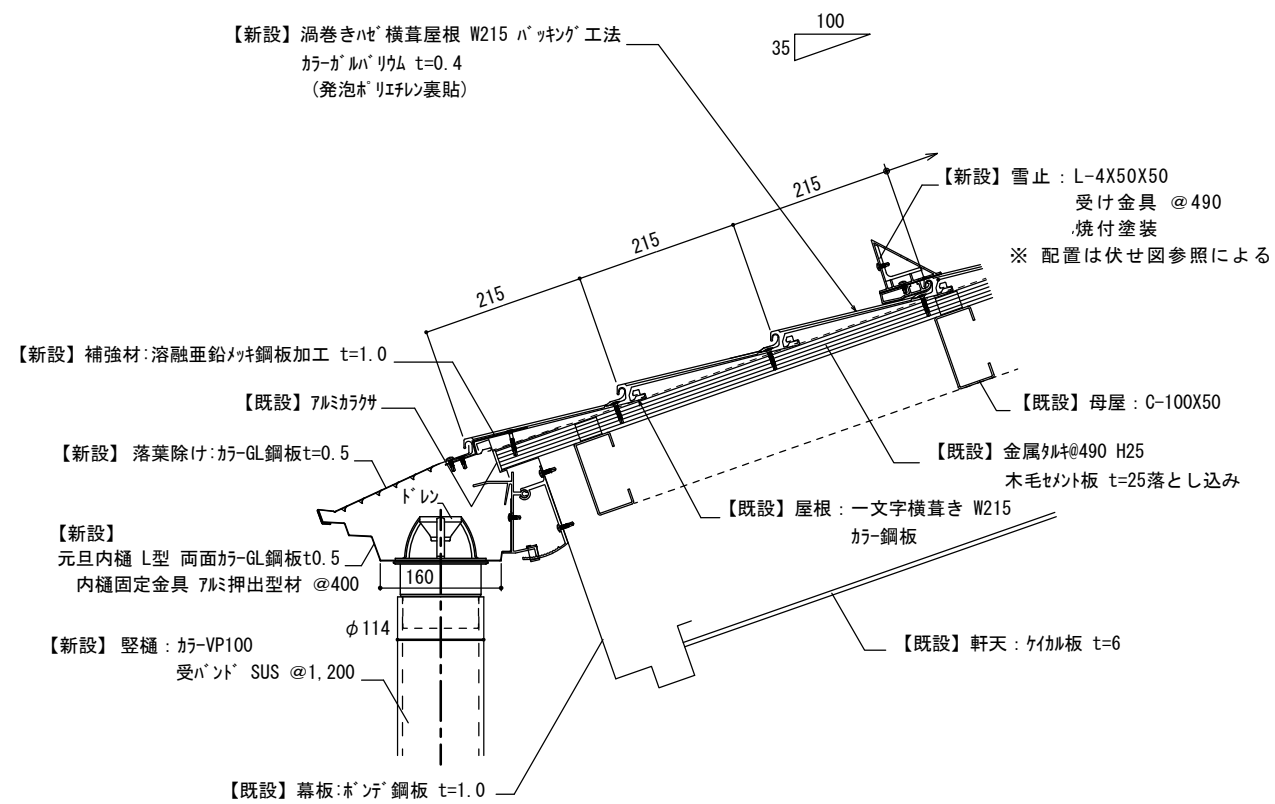 【新設】渦巻きﾊｾﾞ横葺屋根 W215 ﾊﾞｯｷﾝｸﾞ工法
ｶﾗｰｶﾞﾙﾊﾞﾘｳﾑ t=0.4
（発泡ﾎﾟﾘｴﾁﾚﾝ裏貼）
100
35
【新設】雪止：L-4X50X50
受け金具 @490
焼付塗装
※ 配置は伏せ図参照による
215
215
215
【新設】補強材:溶融亜鉛ﾒｯｷ鋼板加工 t=1.0
【既設】ｱﾙﾐｶﾗｸｻ
【新設】 落葉除け:ｶﾗｰGL鋼板t=0.5
ﾄﾞﾚﾝ
【新設】
元旦内樋 L型 両面ｶﾗｰGL鋼板t0.5
内樋固定金具 ｱﾙﾐ押出型材 @400
160
φ114
【新設】 竪樋：ｶﾗｰVP100
受ﾊﾞﾝﾄﾞ SUS @1,200
【既設】幕板:ﾎﾞﾝﾃﾞ鋼板 t=1.0
【既設】母屋：C-100X50
【既設】金属ﾀﾙｷ@490 H25
木毛ｾﾒﾝﾄ板 t=25落とし込み
【既設】屋根：一文字横葺き W215
ｶﾗｰ鋼板
【既設】軒天：ｹｲｶﾙ板 t=6